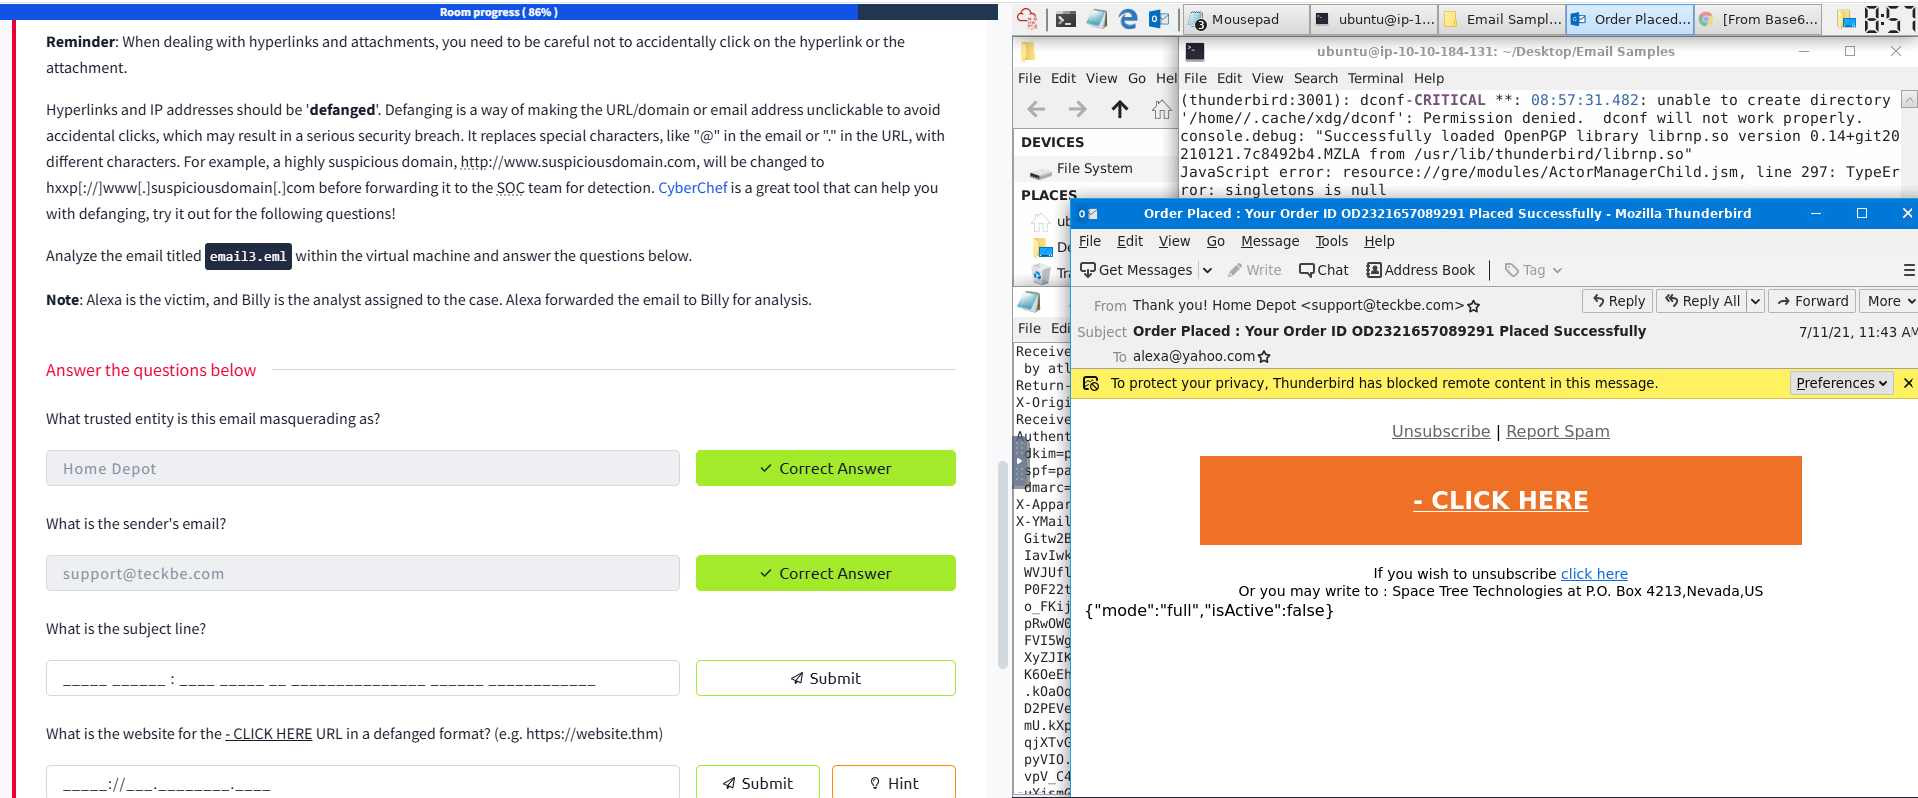 Room progress ( 86% )
Reminder: When dealing with hyperlinks and attachments, you need to be careful not to accidentally click on the hyperlink or the
attachment.
Hyperlinks and IP addresses should be 'defanged'. Defanging is a way of making the URL/domain or email address unclickable to avoid
accidental clicks, which may result in a serious security breach. It replaces special characters, like "@" in the email or "." in the URL, with
different characters. For example, a highly suspicious domain, http://www.suspiciousdomain.com, will be changed to
hxxp[://]www[.]suspiciousdomain[.]com before forwarding it to the SOC team for detection. CyberChef is a great tool that can help you
with defanging, try it out for the following questions!
Analyze the email titled email3.eml within the virtual machine and answer the questions below.
Note: Alexa is the victim, and Billy is the analyst assigned to the case. Alexa forwarded the email to Billy for analysis.
Answer the questions below
What trusted entity is this email masquerading as?
Home Depot
Correct Answer
What is the sender's email?
support@teckbe.com
Correct Answer
What is the subject line?
_____ ______ : ____ _____ __ _______________ ______ ____________
Submit
What is the website for the - CLICK HERE URL in a defanged format? (e.g. https://website.thm)
_____://___.________.____
Submit
Hint
3 Mousepad
ubuntu@ip-1...
Email Sampl...
Order Placed...
[From Base6...
8:57
ubuntu@ip-10-10-184-131: ~/Desktop/Email Samples
File Edit View Go Hel
File Edit View Search Terminal Help
(thunderbird:3001): dconf-CRITICAL **: 08:57:31.482: unable to create directory
'/home//.cache/xdg/dconf': Permission denied.  dconf will not work properly.
console.debug: "Successfully loaded OpenPGP library librnp.so version 0.14+git20
210121.7c8492b4.MZLA from /usr/lib/thunderbird/librnp.so"
JavaScript error: resource://gre/modules/ActorManagerChild.jsm, line 297: TypeEr
ror: singletons is null
DEVICES
File System
PLACES
ub
De
Tra
File Edi
Receive
by atl
Return-
X-Origi
Receive
Authent
dkim=p
spf=pa
dmarc=
X-Appar
X-YMail
Gitw2B
IavIwk
WVJUfl
P0F22t
o_FKij
pRwOW0
FVI5Wg
XyZJIK
K6OeEh
.kOaOq
D2PEVe
mU.kXp
qjXTvG
pyVIO.
vpV_C4
Order Placed : Your Order ID OD2321657089291 Placed Successfully - Mozilla Thunderbird
File Edit View Go Message Tools Help
Get Messages
Write
Chat
Address Book
Tag
From Thank you! Home Depot <support@teckbe.com>
Reply
Reply All
Forward
More
Subject Order Placed : Your Order ID OD2321657089291 Placed Successfully
7/11/21, 11:43 AM
To alexa@yahoo.com
To protect your privacy, Thunderbird has blocked remote content in this message.
Preferences
Unsubscribe | Report Spam
- CLICK HERE
If you wish to unsubscribe click here
Or you may write to : Space Tree Technologies at P.O. Box 4213,Nevada,US
{"mode":"full","isActive":false}